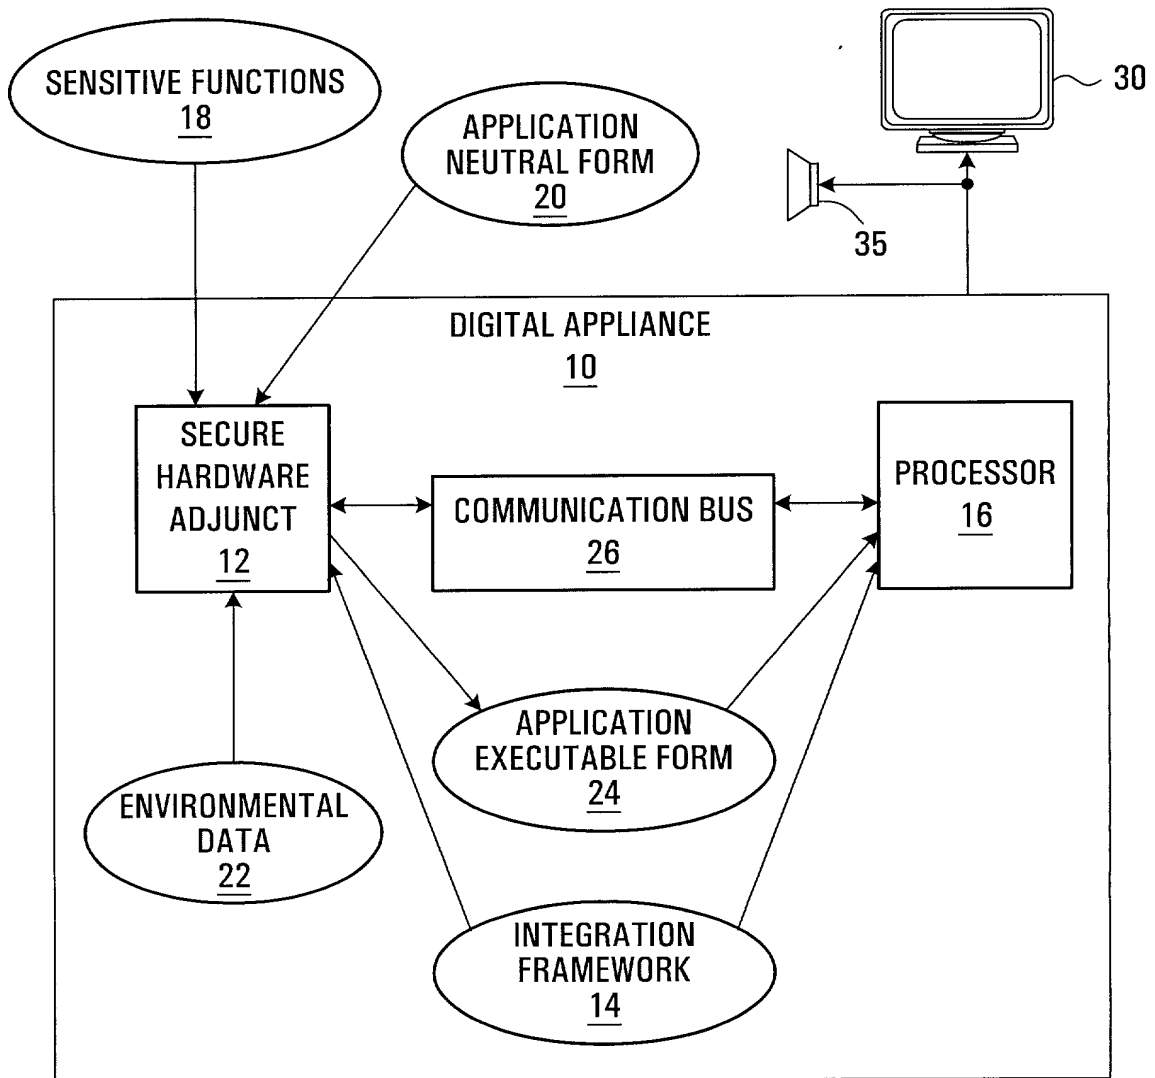 SENSITIVE FUNCTIONS
18
APPLICATION
NEUTRAL FORM
20
30
35
DIGITAL APPLIANCE
10
SECURE
HARDWARE
ADJUNCT
12
COMMUNICATION BUS
26
PROCESSOR
16
APPLICATION
EXECUTABLE FORM
24
ENVIRONMENTAL
DATA
22
INTEGRATION
FRAMEWORK
14